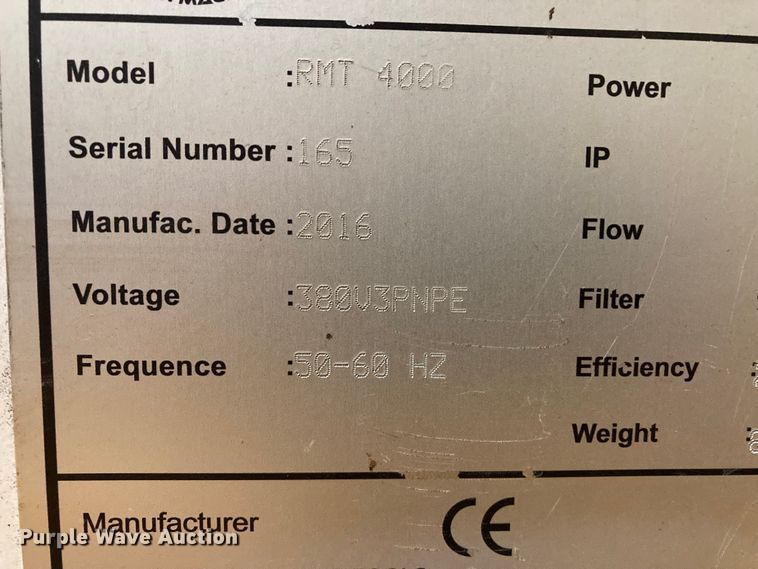 Model :RMT 4000
Serial Number :165
Manufac. Date :2016
Voltage :380V3PNPE
Frequence :50-60 HZ
Power
IP
Flow
Filter
Efficiency :
Weight :
Manufacturer CE
Purple Wave Auction